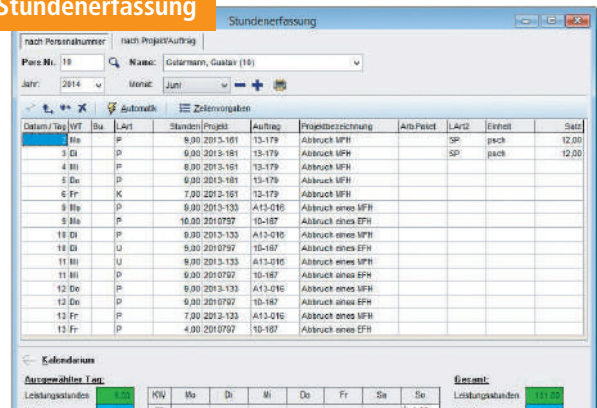 Stundenerfassung
Stundenerfassung
nach Personalnummer nach Projekt/Auftrag
Pers.Nr. 10 Name: Gutermann, Gustav (10)
Jahr: 2014 Monat: Juni
Automatik Zeilenvorgaben
Datum/Tag WT Bu. LArt Stunden Projekt Auftrag Projektbezeichnung Arb.Paket LArt2 Einheit Satz
2 Mo P 9,00 2013-161 13-179 Abbruch MFH SP psch 12,00
3 Di P 9,00 2013-161 13-179 Abbruch MFH SP psch 12,00
4 Mi P 8,00 2013-161 13-179 Abbruch MFH
5 Do P 9,00 2013-161 13-179 Abbruch MFH
6 Fr K 7,00 2013-161 13-179 Abbruch MFH
9 Mo P 9,00 2013-133 A13-016 Abbruch eines MFH
9 Mo P 10,00 2010797 10-167 Abbruch eines EFH
10 Di P 2013-133 A13-016 Abbruch eines MFH
10 Di U 9,00 2010797 10-167 Abbruch eines EFH
11 Mi U 9,00 2013-133 A13-016 Abbruch eines MFH
11 Mi P 9,00 2010797 10-167 Abbruch eines EFH
12 Do P 9,00 2013-133 A13-016 Abbruch eines MFH
12 Do P 9,00 2010797 10-167 Abbruch eines EFH
13 Fr P 7,00 2013-133 A13-016 Abbruch eines MFH
13 Fr P 4,00 2010797 10-167 Abbruch eines EFH
Kalendarium
Ausgewählter Tag: Gesamt:
Leistungsstunden 9,00 KW Mo Di Mi Do Fr Sa So Leistungsstunden